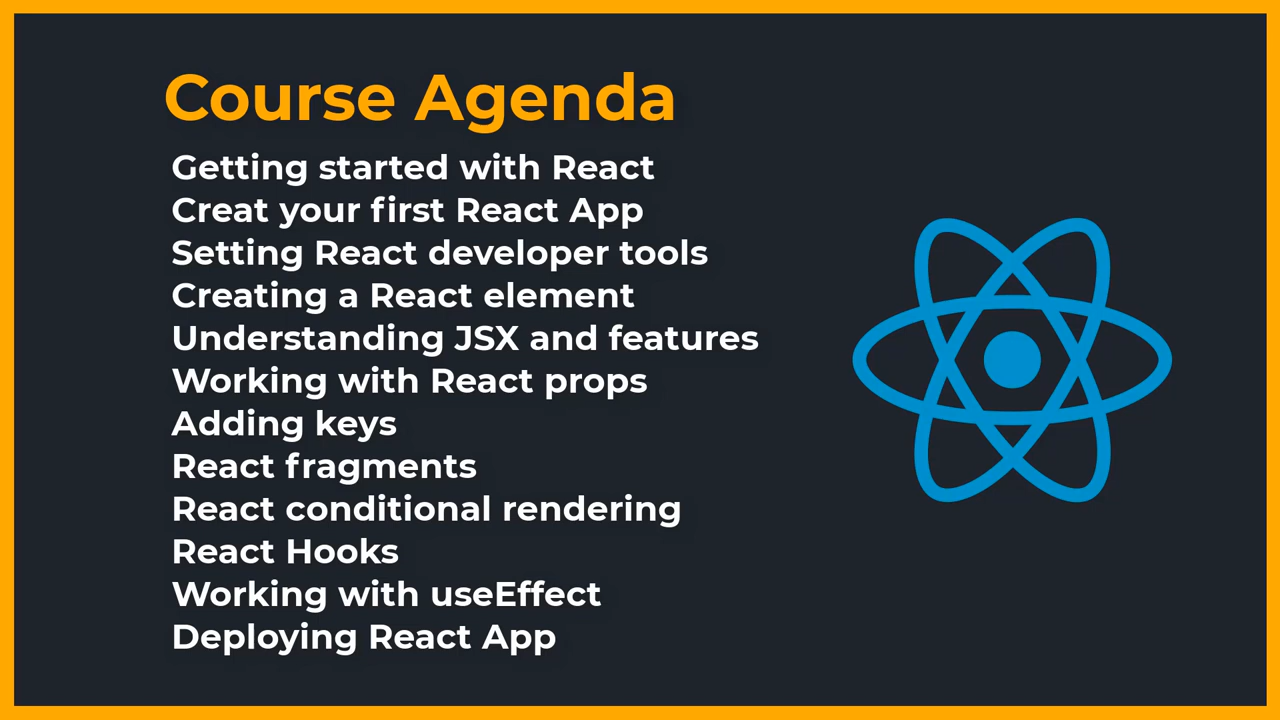 Course Agenda
Getting started with React
Creat your first React App
Setting React developer tools
Creating a React element
Understanding JSX and features
Working with React props
Adding keys
React fragments
React conditional rendering
React Hooks
Working with useEffect
Deploying React App